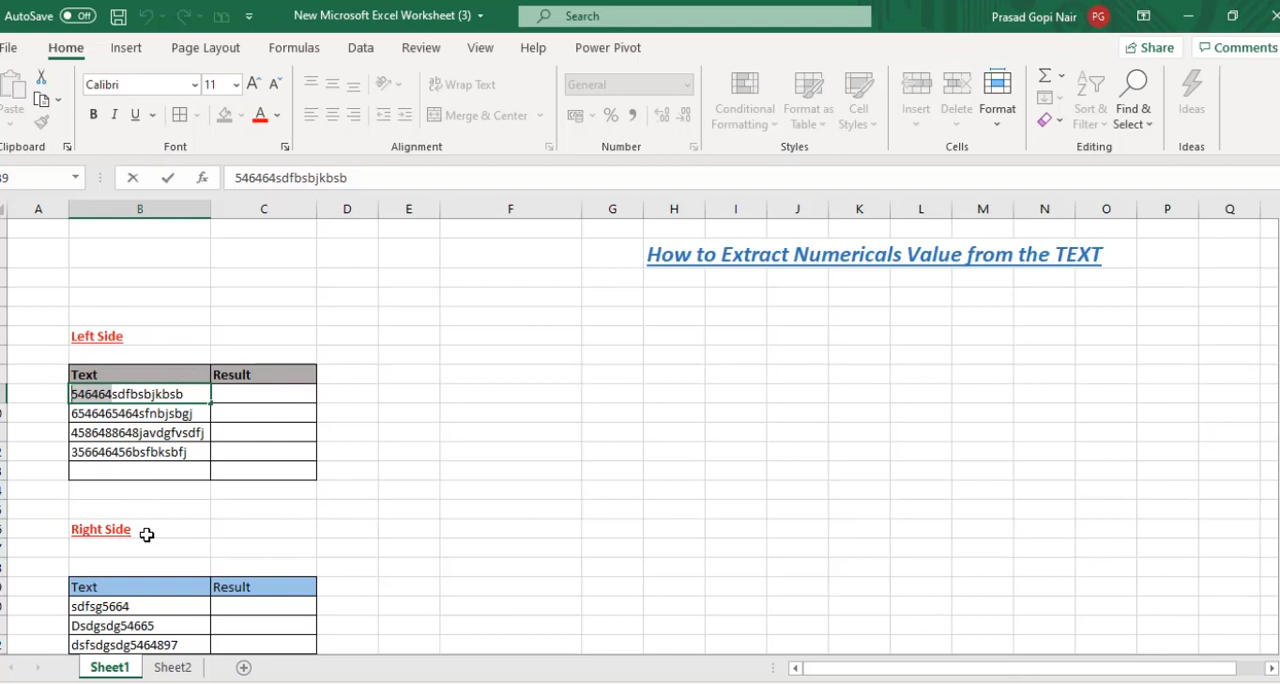 AutoSave Off New Microsoft Excel Worksheet (3) Search Prasad Gopi Nair PG
File Home Insert Page Layout Formulas Data Review View Help Power Pivot Share Comments
Calibri 11 A A Wrap Text General
Paste B I U A Merge & Center % Conditional Formatting Format as Table Cell Styles Insert Delete Format Sort & Filter Find & Select Ideas
Clipboard Font Alignment Number Styles Cells Editing Ideas
B9 fx 546464sdfbsbjkbsb
A B C D E F G H I J K L M N O P Q
How to Extract Numericals Value from the TEXT
Left Side
Text Result
546464sdfbsbjkbsb
6546465464sfnbjsbgj
4586488648javdgfvsdfj
356646456bsfbksbfj
Right Side
Text Result
sdfsg5664
Dsdgsdg54665
dsfsdgsdg5464897
Sheet1 Sheet2